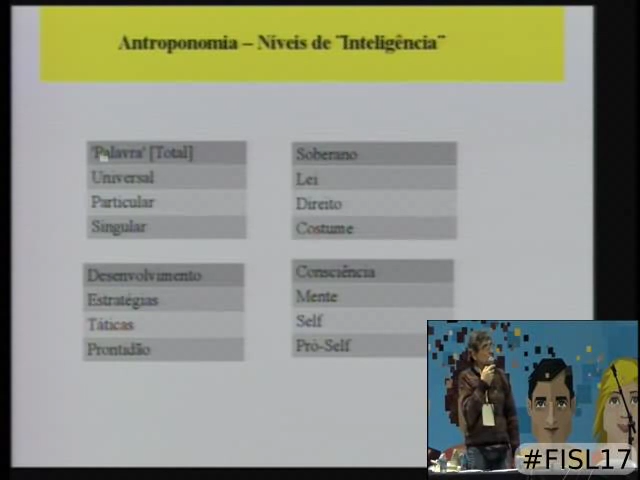 Antroponomia – Níveis de "Inteligência"
'Palavra' [Total]
Universal
Particular
Singular
Soberano
Lei
Direito
Costume
Desenvolvimento
Estratégias
Táticas
Prontidão
Consciência
Mente
Self
Pró-Self
#FISL17